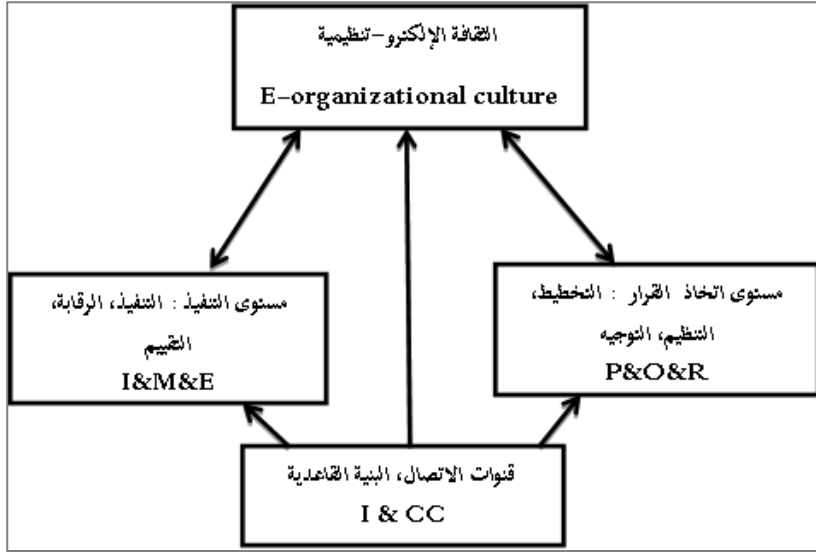 الثقافة الإلكترو-تنظيمية
E-organizational culture
مستوى اتخاذ القرار : التخطيط،
التنظيم، التوجيه
P&O&R
مستوى التنفيذ : التنفيذ، الرقابة،
التقييم
I&M&E
قنوات الاتصال، البنية القاعدية
I & CC